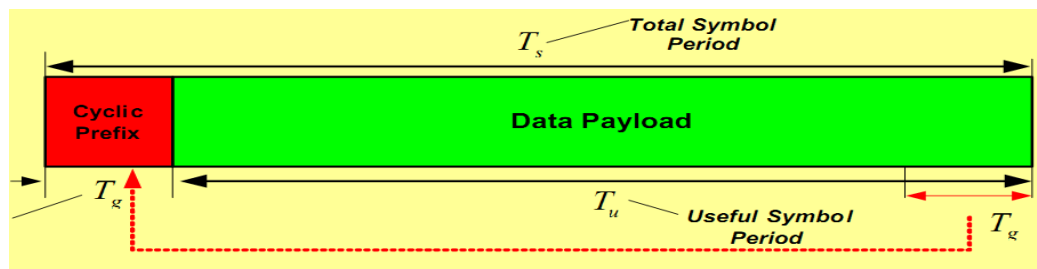 Total Symbol
Period
T_s
Cyclic
Prefix
Data Payload
T_g
T_u
Useful Symbol
Period
T_g